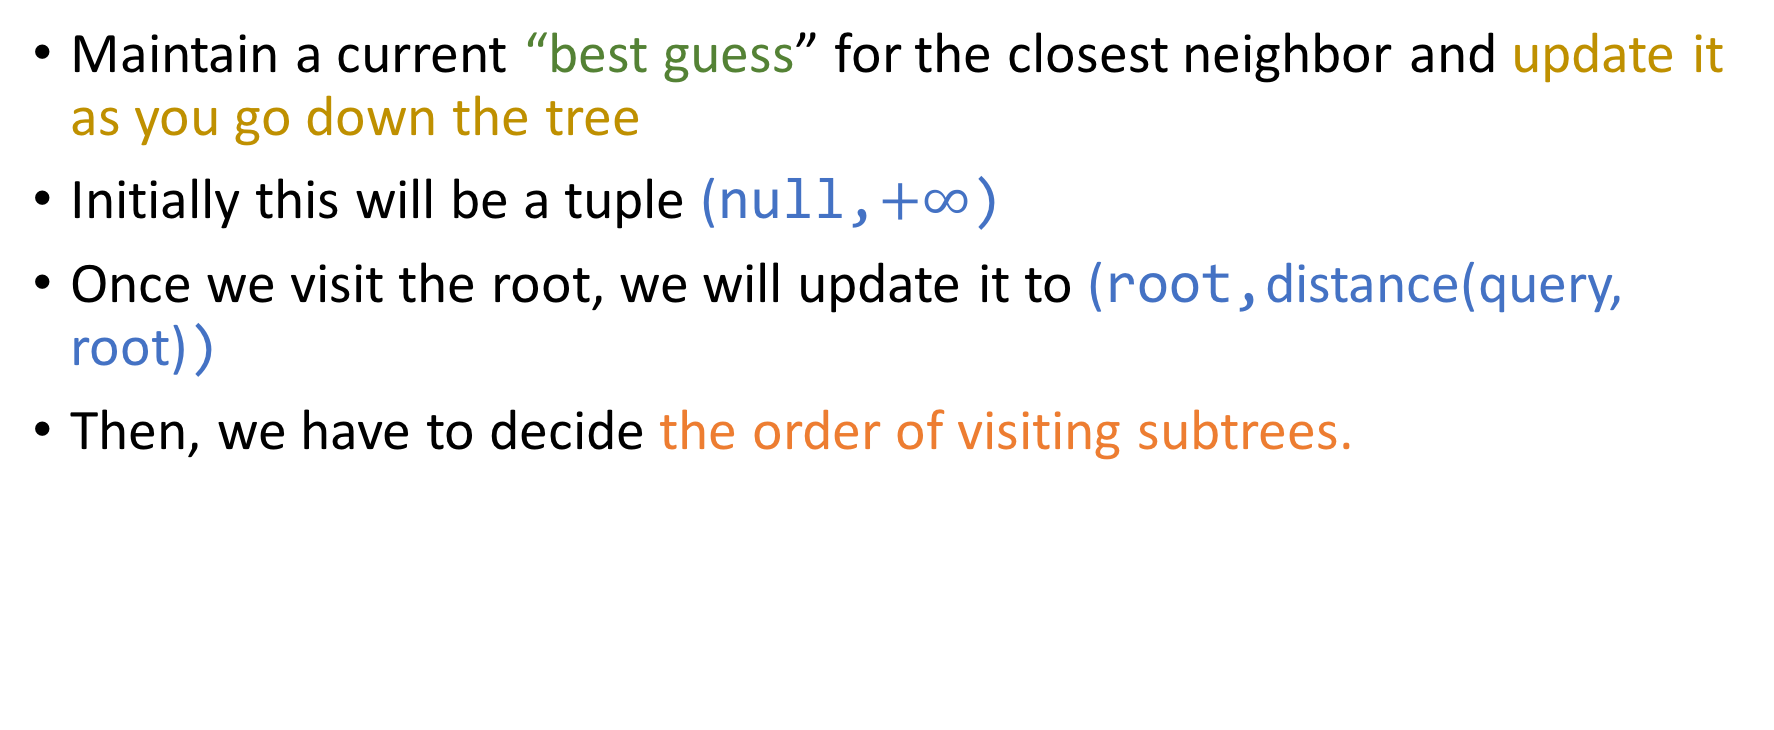 • Maintain a current “best guess” for the closest neighbor and update it
as you go down the tree
• Initially this will be a tuple (null,+∞)
• Once we visit the root, we will update it to (root,distance(query,
root))
• Then, we have to decide the order of visiting subtrees.